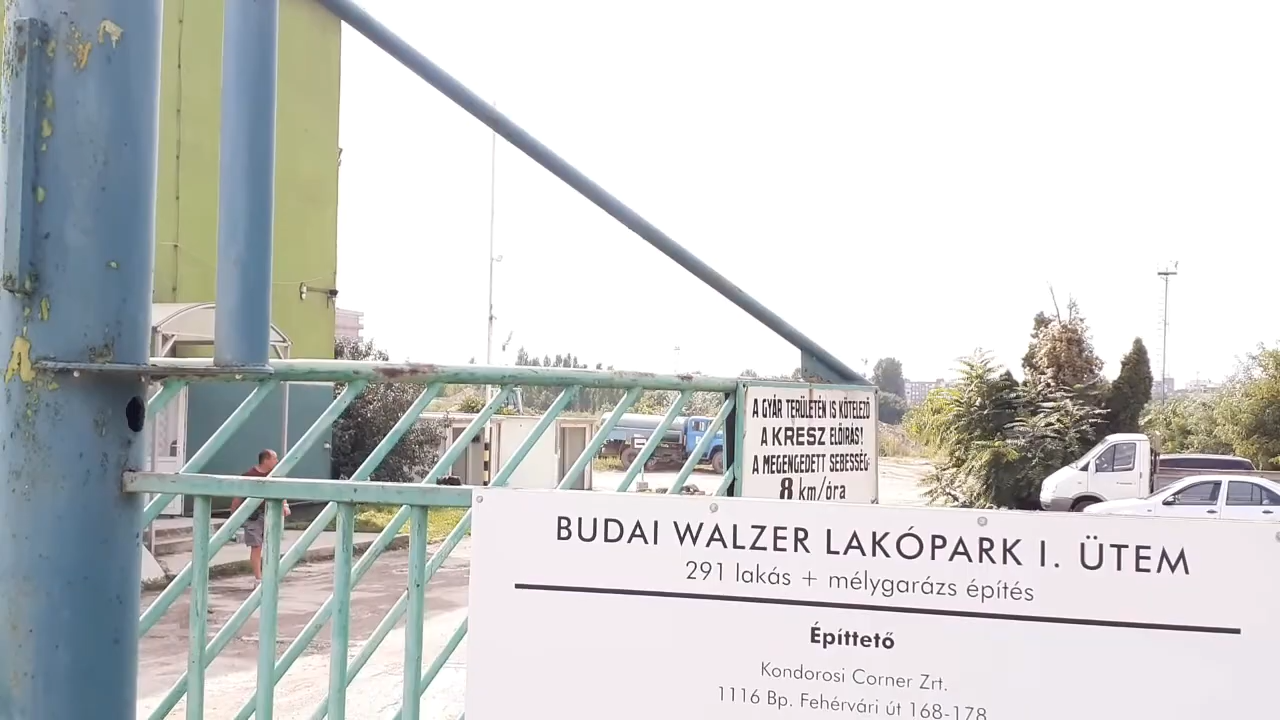 A GYÁR TERÜLETÉN IS KÖTELEZŐ
A KRESZ ELŐIRÁS!
A MEGENGEDETT SEBESSÉG:
8 km/óra
BUDAI WALZER LAKÓPARK I. ÜTEM
291 lakás + mélygarázs építés
Építtető
Kondorosi Corner Zrt.
1116 Bp. Fehérvári út 168-178